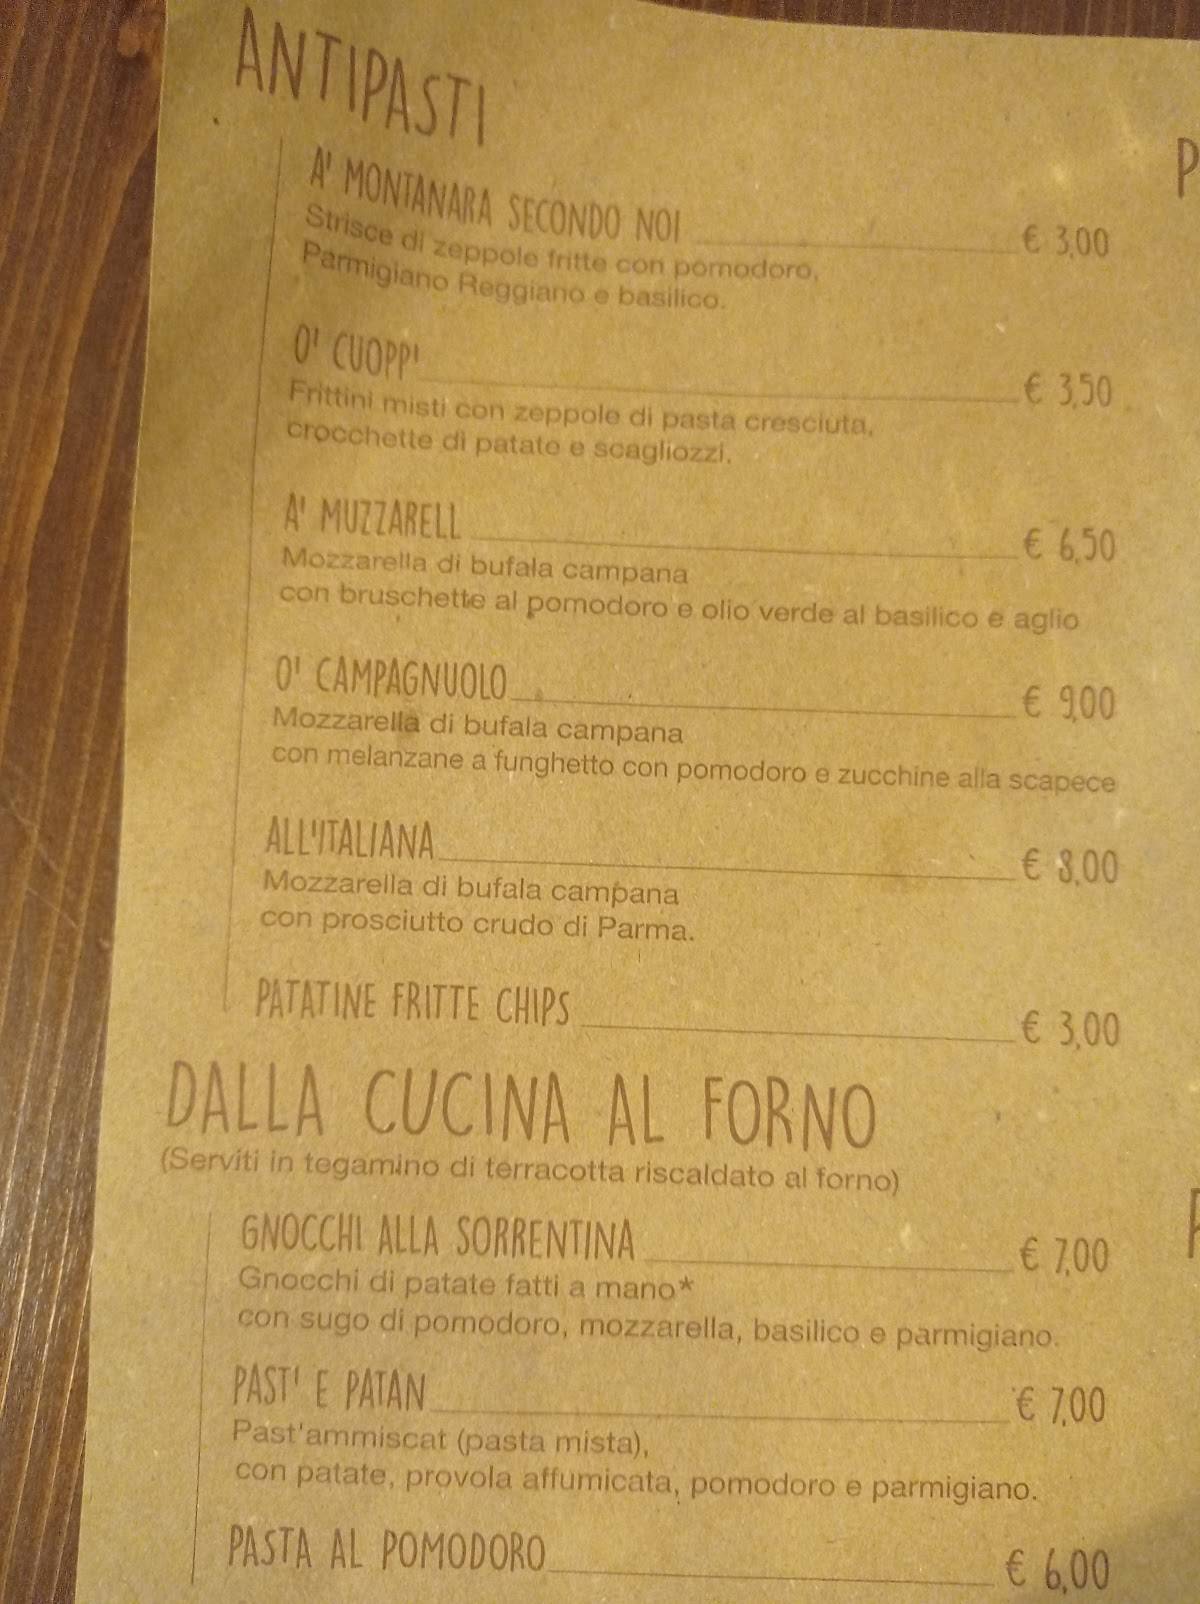 ANTIPASTI
A' MONTANARA SECONDO NOI € 3,00
Strisce di zeppole fritte con pomodoro,
Parmigiano Reggiano e basilico.
O' CUOPP' € 3,50
Frittini misti con zeppole di pasta cresciuta,
crocchette di patate e scagliozzi.
A' MUZZARELL € 6,50
Mozzarella di bufala campana
con bruschette al pomodoro e olio verde al basilico e aglio
O' CAMPAGNUOLO € 9,00
Mozzarella di bufala campana
con melanzane a funghetto con pomodoro e zucchine alla scapece
ALL'ITALIANA € 8,00
Mozzarella di bufala campana
con prosciutto crudo di Parma.
PATATINE FRITTE CHIPS € 3,00
DALLA CUCINA AL FORNO
(Serviti in tegamino di terracotta riscaldato al forno)
GNOCCHI ALLA SORRENTINA € 7,00
Gnocchi di patate fatti a mano*
con sugo di pomodoro, mozzarella, basilico e parmigiano.
PAST' E PATAN € 7,00
Past'ammiscat (pasta mista),
con patate, provola affumicata, pomodoro e parmigiano.
PASTA AL POMODORO € 6,00